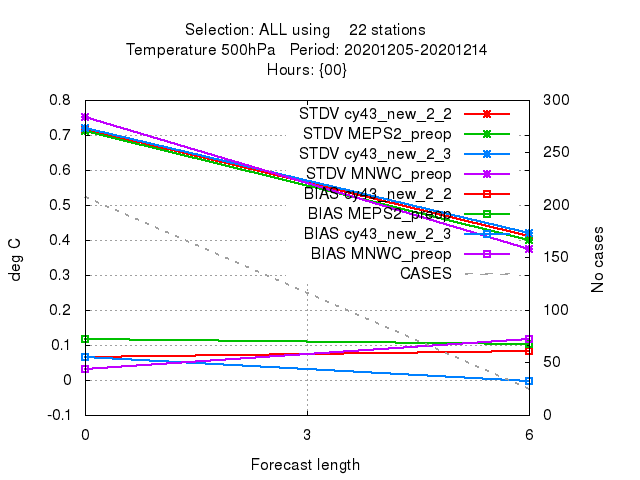 Selection: ALL using 22 stations
Temperature 500hPa Period: 20201205-20201214
Hours: {00}
0.8
0.7
0.6
0.5
0.4
0.3
0.2
0.1
0
-0.1
deg C
STDV cy43_new_2_2
STDV MEPS2_preop
STDV cy43_new_2_3
STDV MNWC_preop
BIAS cy43_new_2_2
BIAS MEPS2_preop
BIAS cy43_new_2_3
BIAS MNWC_preop
CASES
300
250
200
150
100
50
0
No cases
0 3 6
Forecast length